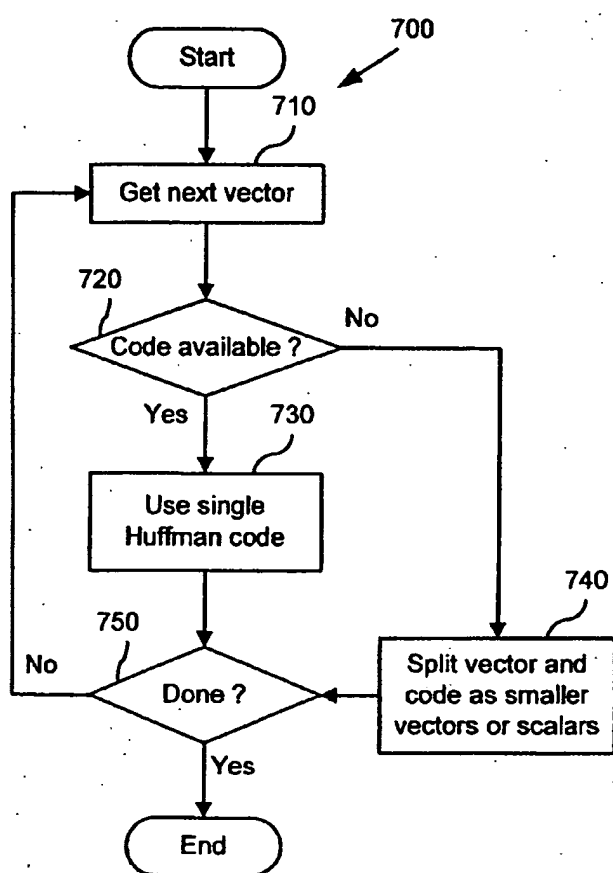 700
Start
710
Get next vector
720
Code available ?
No
Yes
730
Use single
Huffman code
740
Split vector and
code as smaller
vectors or scalars
750
No
Done ?
Yes
End